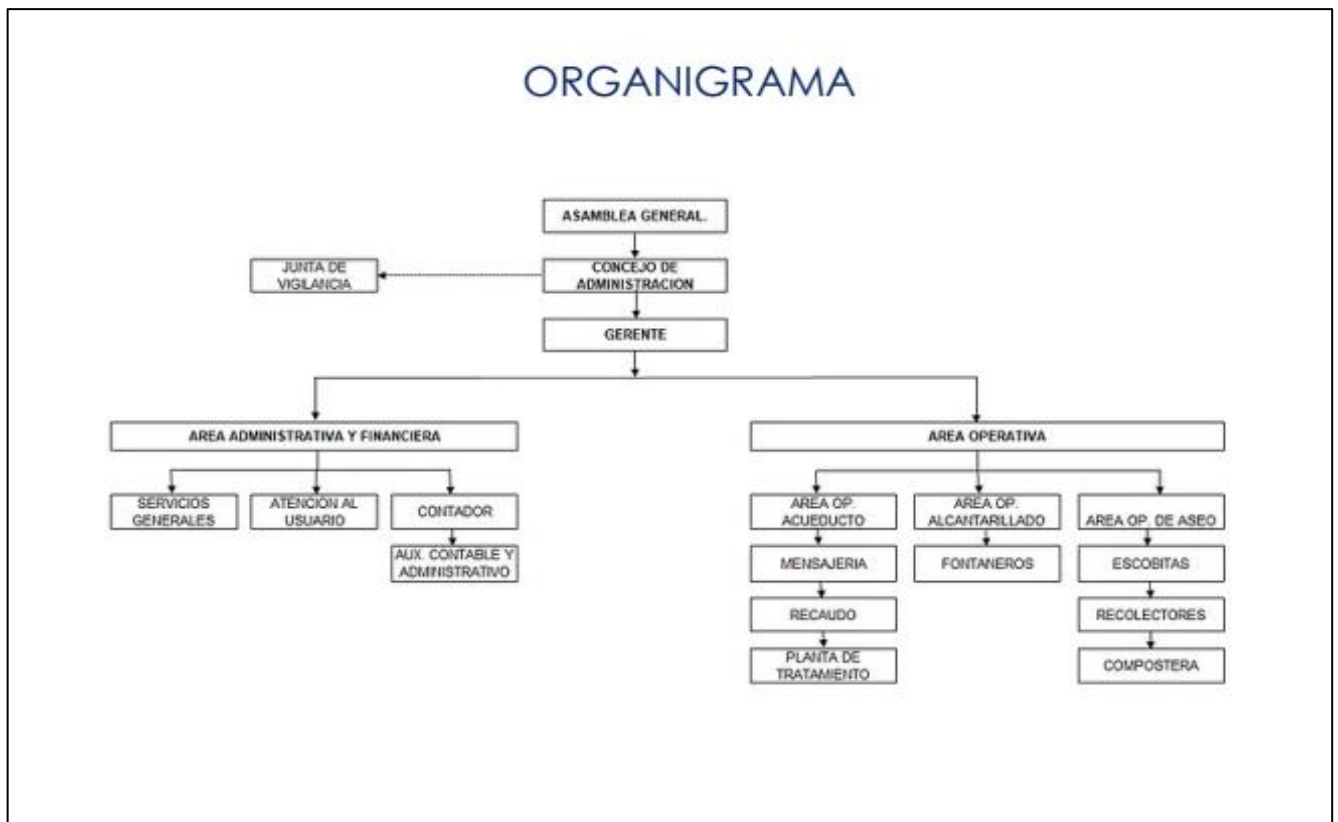 ORGANIGRAMA
ASAMBLEA GENERAL.
JUNTA DE
VIGILANCIA
CONCEJO DE
ADMINISTRACION
GERENTE
AREA ADMINISTRATIVA Y FINANCIERA
AREA OPERATIVA
SERVICIOS
GENERALES
ATENCION AL
USUARIO
CONTADOR
AUX. CONTABLE Y
ADMINISTRATIVO
AREA OP.
ACUEDUCTO
AREA OP.
ALCANTARILLADO
AREA OP. DE ASEO
MENSAJERIA
FONTANEROS
ESCOBITAS
RECAUDO
RECOLECTORES
PLANTA DE
TRATAMIENTO
COMPOSTERA